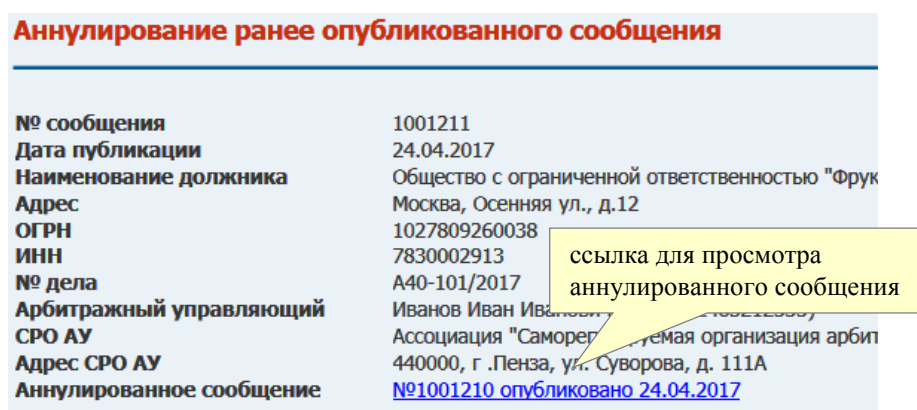 Аннулирование ранее опубликованного сообщения
№ сообщения 1001211
Дата публикации 24.04.2017
Наименование должника Общество с ограниченной ответственностью "Фрук
Адрес Москва, Осенняя ул., д.12
ОГРН 1027809260038
ИНН 7830002913
№ дела А40-101/2017
ссылка для просмотра
аннулированного сообщения
Арбитражный управляющий Иванов Иван
СРО АУ Ассоциация организация арбит
Адрес СРО АУ 440000, г .Пенза, ул. Суворова, д. 111А
Аннулированное сообщение №1001210 опубликовано 24.04.2017